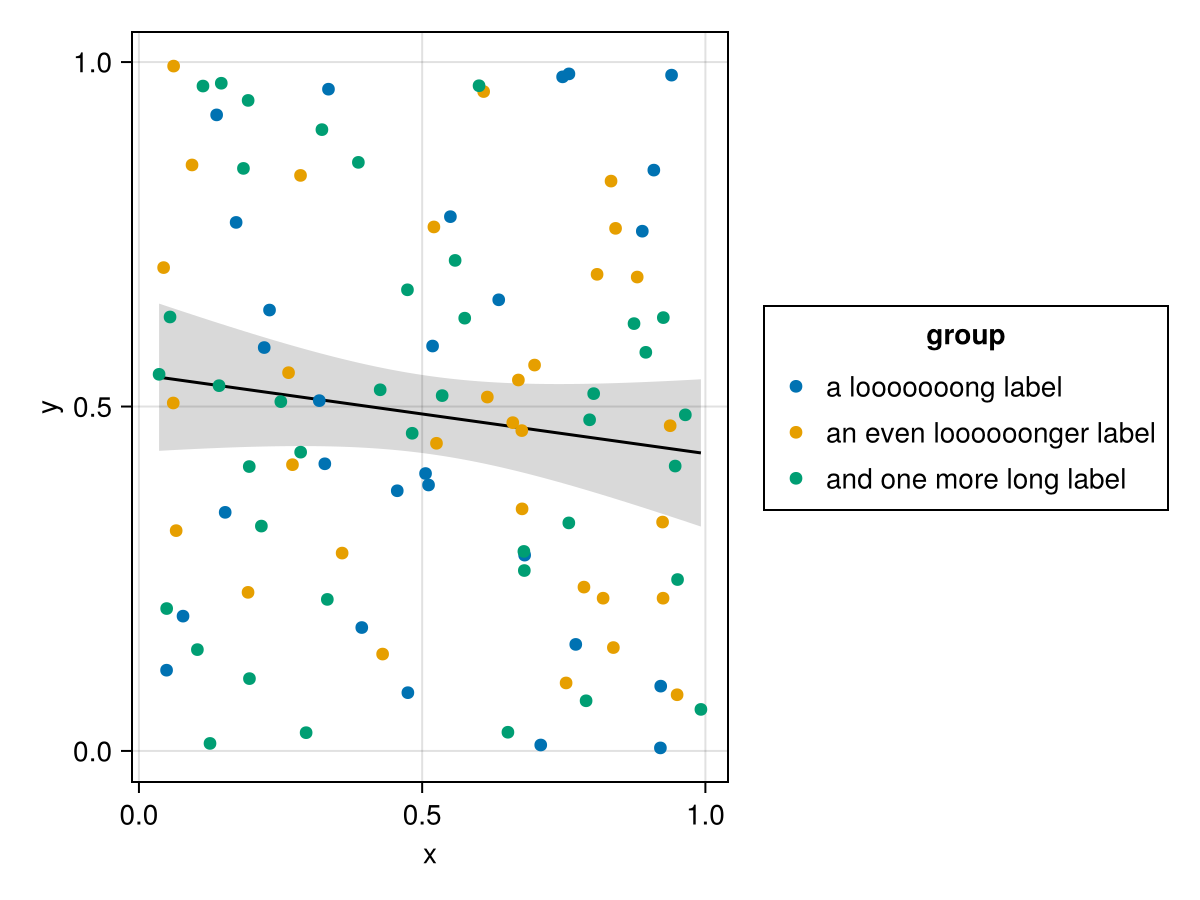 1.0
0.5
0.0
y
0.0 0.5 1.0
x
group
a looooooong label
an even loooooonger label
and one more long label